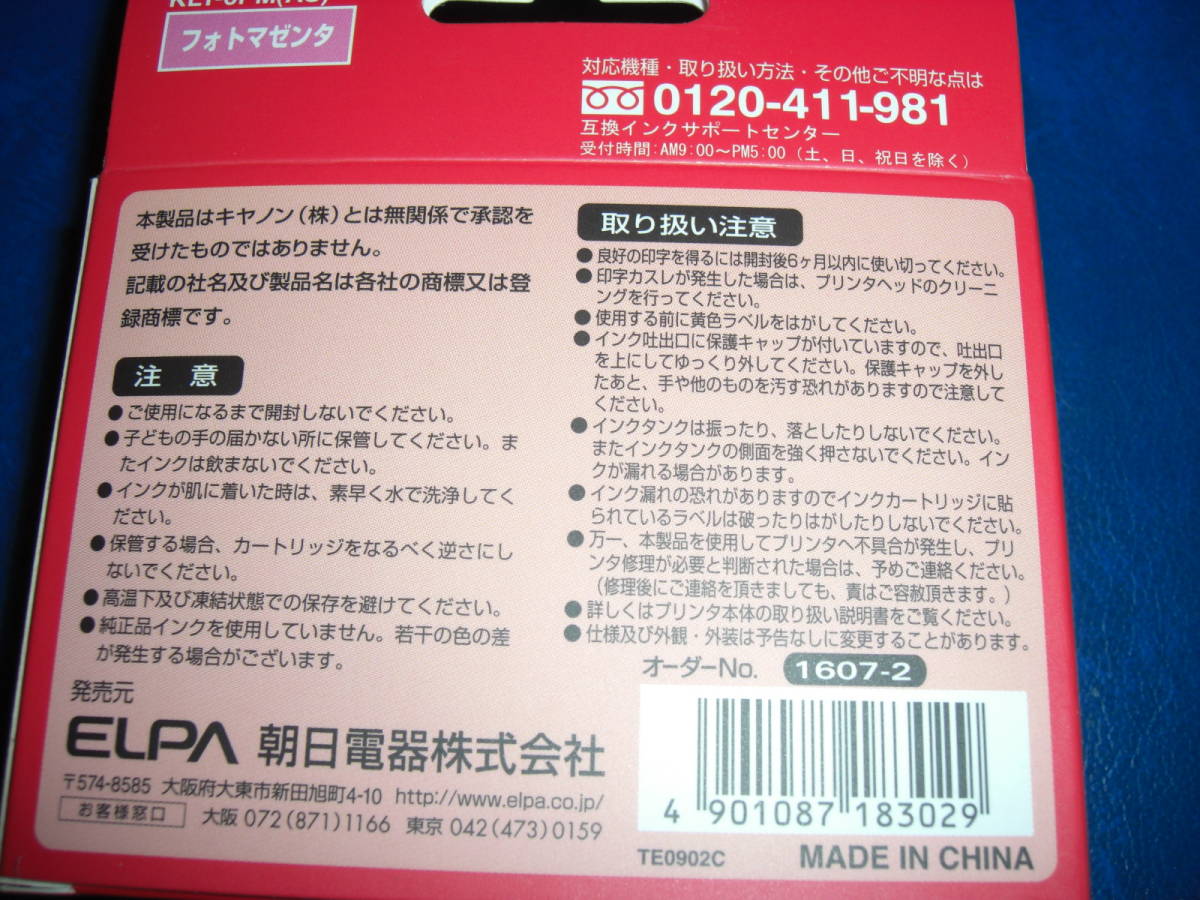 フォトマゼンタ
対応機種・取り扱い方法・その他ご不明な点は
0120-411-981
互換インクサポートセンター
受付時間:AM9:00〜PM5:00（土、日、祝日を除く）
本製品はキヤノン（株）とは無関係で承認を
受けたものではありません。
記載の社名及び製品名は各社の商標又は登
録商標です。
注意
●ご使用になるまで開封しないでください。
●子どもの手の届かない所に保管してください。ま
たインクは飲まないでください。
●インクが肌に着いた時は、素早く水で洗浄してく
ださい。
●保管する場合、カートリッジをなるべく逆さにし
ないでください。
●高温下及び凍結状態での保存を避けてください。
●純正品インクを使用していません。若干の色の差
が発生する場合がございます。
発売元
ELPA 朝日電器株式会社
〒574-8585 大阪府大東市新田旭町4-10 http://www.elpa.co.jp/
お客様窓口 大阪 072(871)1166 東京 042(473)0159
取り扱い注意
●良好の印字を得るには開封後6ヶ月以内に使い切ってください。
●印字カスレが発生した場合は、プリンタヘッドのクリーニ
ングを行ってください。
●使用する前に黄色ラベルをはがしてください。
●インク吐出口に保護キャップが付いていますので、吐出口
を上にしてゆっくり外してください。保護キャップを外し
たあと、手や他のものを汚す恐れがありますので注意して
ください。
●インクタンクは振ったり、落としたりしないでください。
またインクタンクの側面を強く押さないでください。イン
クが漏れる場合があります。
●インク漏れの恐れがありますのでインクカートリッジに貼
られているラベルは破ったりはがしたりしないでください。
●万一、本製品を使用してプリンタへ不具合が発生し、プリ
ンタ修理が必要と判断された場合は、予めご連絡ください。
（修理後にご連絡を頂きましても、責はご容赦頂きます。）
●詳しくはプリンタ本体の取り扱い説明書をご覧ください。
●仕様及び外観・外装は予告なしに変更することがあります。
オーダーNo. 1607-2
4 901087 183029
TE0902C MADE IN CHINA